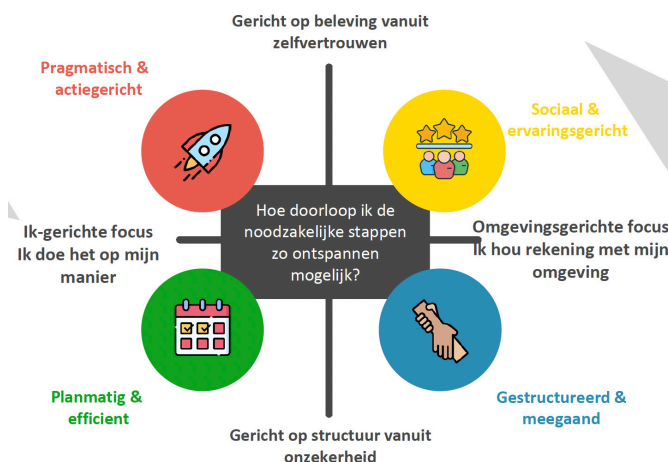 Gericht op beleving vanuit
zelfvertrouwen
Pragmatisch &
actiegericht
Sociaal &
ervaringsgericht
Ik-gerichte focus
Ik doe het op mijn
manier
Hoe doorloop ik de
noodzakelijke stappen
zo ontspannen
mogelijk?
Omgevingsgerichte focus
Ik hou rekening met mijn
omgeving
Planmatig &
efficient
Gestructureerd &
meegaand
Gericht op structuur vanuit
onzekerheid